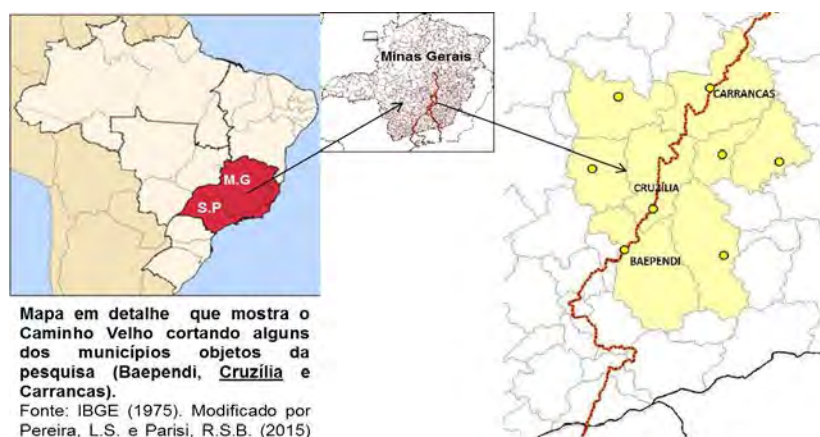 M.G
S.P
Minas Gerais
CARRANCAS
CRUZÍLIA
BAEPENDI
Mapa em detalhe que mostra o
Caminho Velho cortando alguns
dos municípios objetos da
pesquisa (Baependi, Cruzília e
Carrancas).
Fonte: IBGE (1975). Modificado por
Pereira, L.S. e Parisi, R.S.B. (2015)